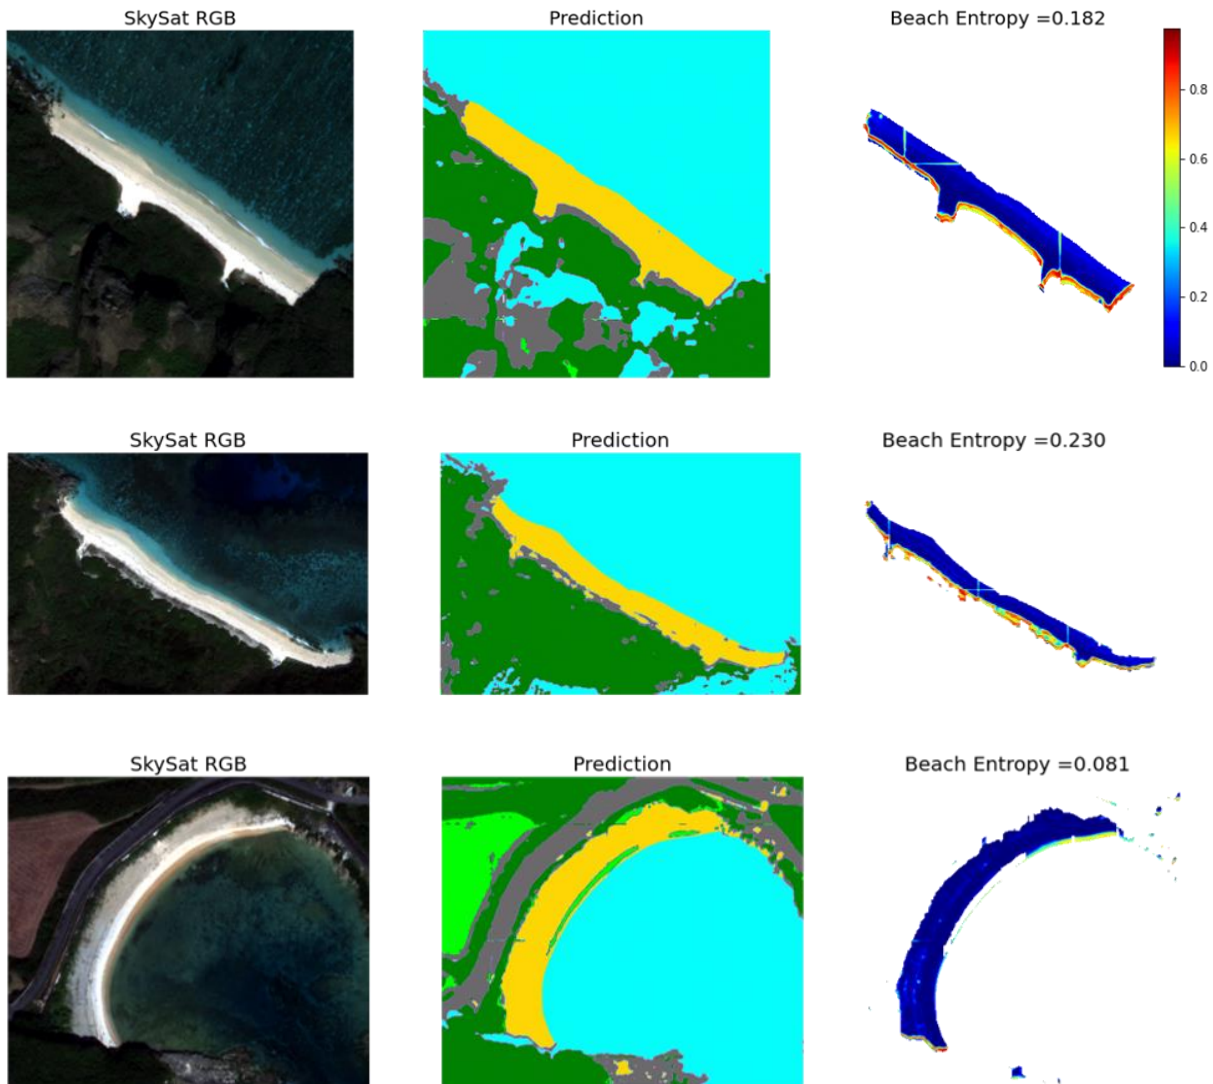 SkySat RGB
Prediction
Beach Entropy =0.182
0.8
0.6
0.4
0.2
0.0
SkySat RGB
Prediction
Beach Entropy =0.230
SkySat RGB
Prediction
Beach Entropy =0.081